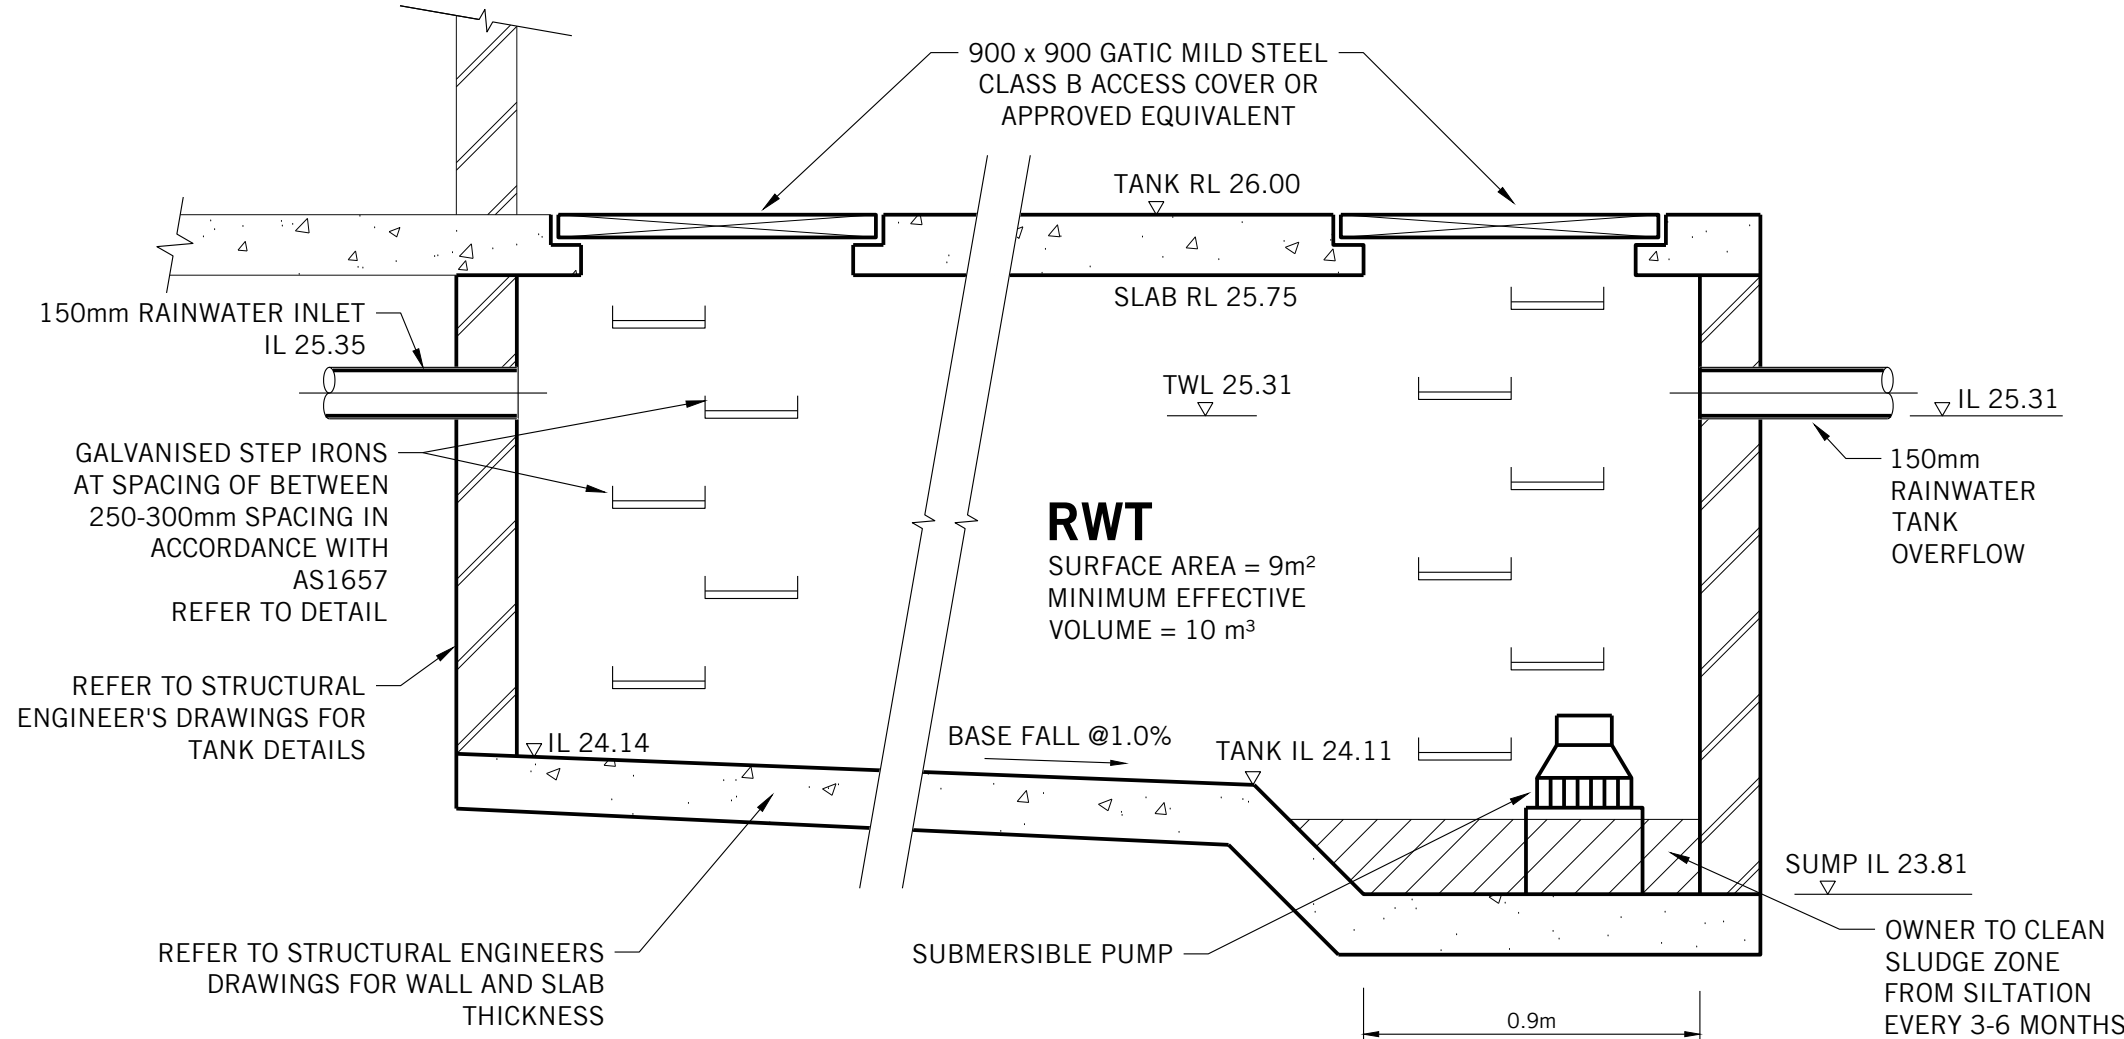 900 x 900 GATIC MILD STEEL
CLASS B ACCESS COVER OR
APPROVED EQUIVALENT
TANK RL 26.00
SLAB RL 25.75
150mm RAINWATER INLET
IL 25.35
TWL 25.31
IL 25.31
GALVANISED STEP IRONS
AT SPACING OF BETWEEN
250-300mm SPACING IN
ACCORDANCE WITH
AS1657
REFER TO DETAIL
150mm
RAINWATER
TANK
OVERFLOW
RWT
SURFACE AREA = 9m²
MINIMUM EFFECTIVE
VOLUME = 10 m³
REFER TO STRUCTURAL
ENGINEER'S DRAWINGS FOR
TANK DETAILS
IL 24.14
BASE FALL @1.0%
TANK IL 24.11
SUMP IL 23.81
REFER TO STRUCTURAL ENGINEERS
DRAWINGS FOR WALL AND SLAB
THICKNESS
SUBMERSIBLE PUMP
OWNER TO CLEAN
SLUDGE ZONE
FROM SILTATION
EVERY 3-6 MONTHS
0.9m